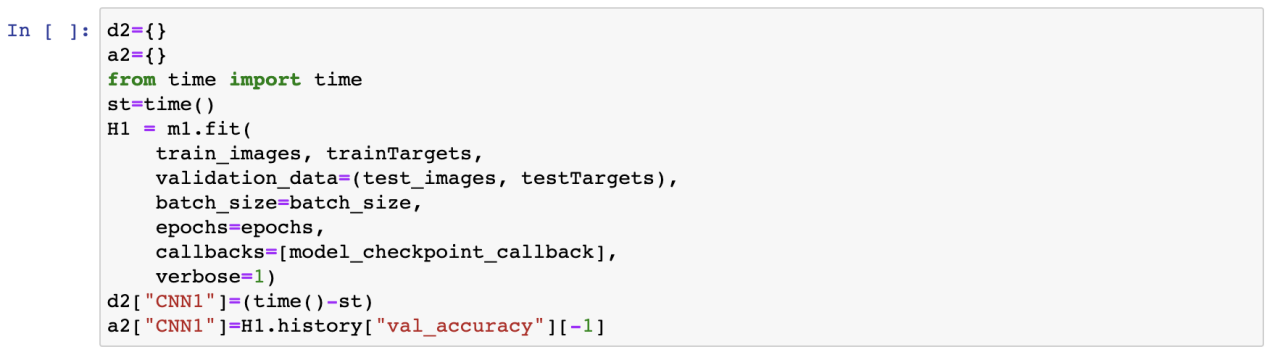 In [ ]: d2={}
a2={}
from time import time
st=time()
H1 = m1.fit(
    train_images, trainTargets,
    validation_data=(test_images, testTargets),
    batch_size=batch_size,
    epochs=epochs,
    callbacks=[model_checkpoint_callback],
    verbose=1)
d2["CNN1"]=(time()-st)
a2["CNN1"]=H1.history["val_accuracy"][-1]